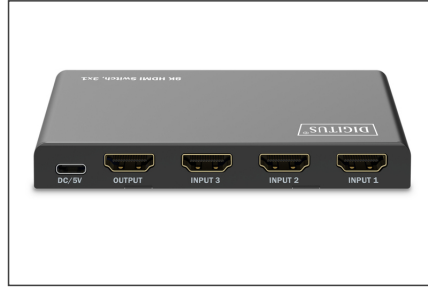 8K HDMI Switch, 3x1
DIGITUS®
DC/5V OUTPUT INPUT 3 INPUT 2 INPUT 1